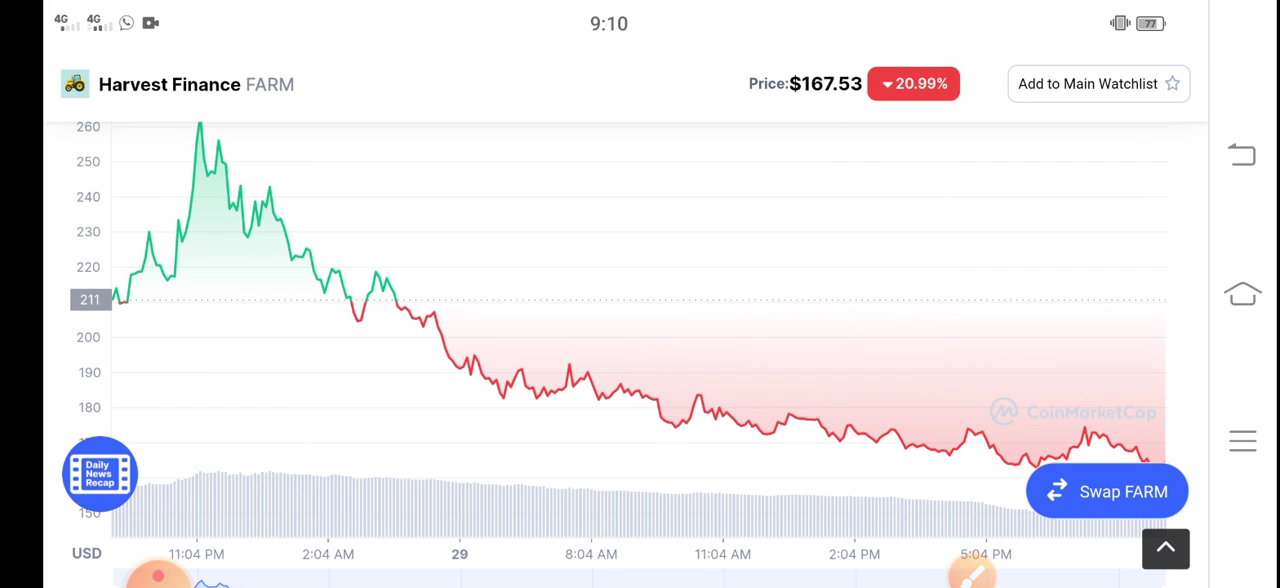 4G 4G 9:10 77
Harvest Finance FARM Price:$167.53 20.99% Add to Main Watchlist
260
250
240
230
220
211
200
190
180
CoinMarketCap
Daily
News
Recap
Swap FARM
150
USD 11:04 PM 2:04 AM 29 8:04 AM 11:04 AM 2:04 PM 5:04 PM